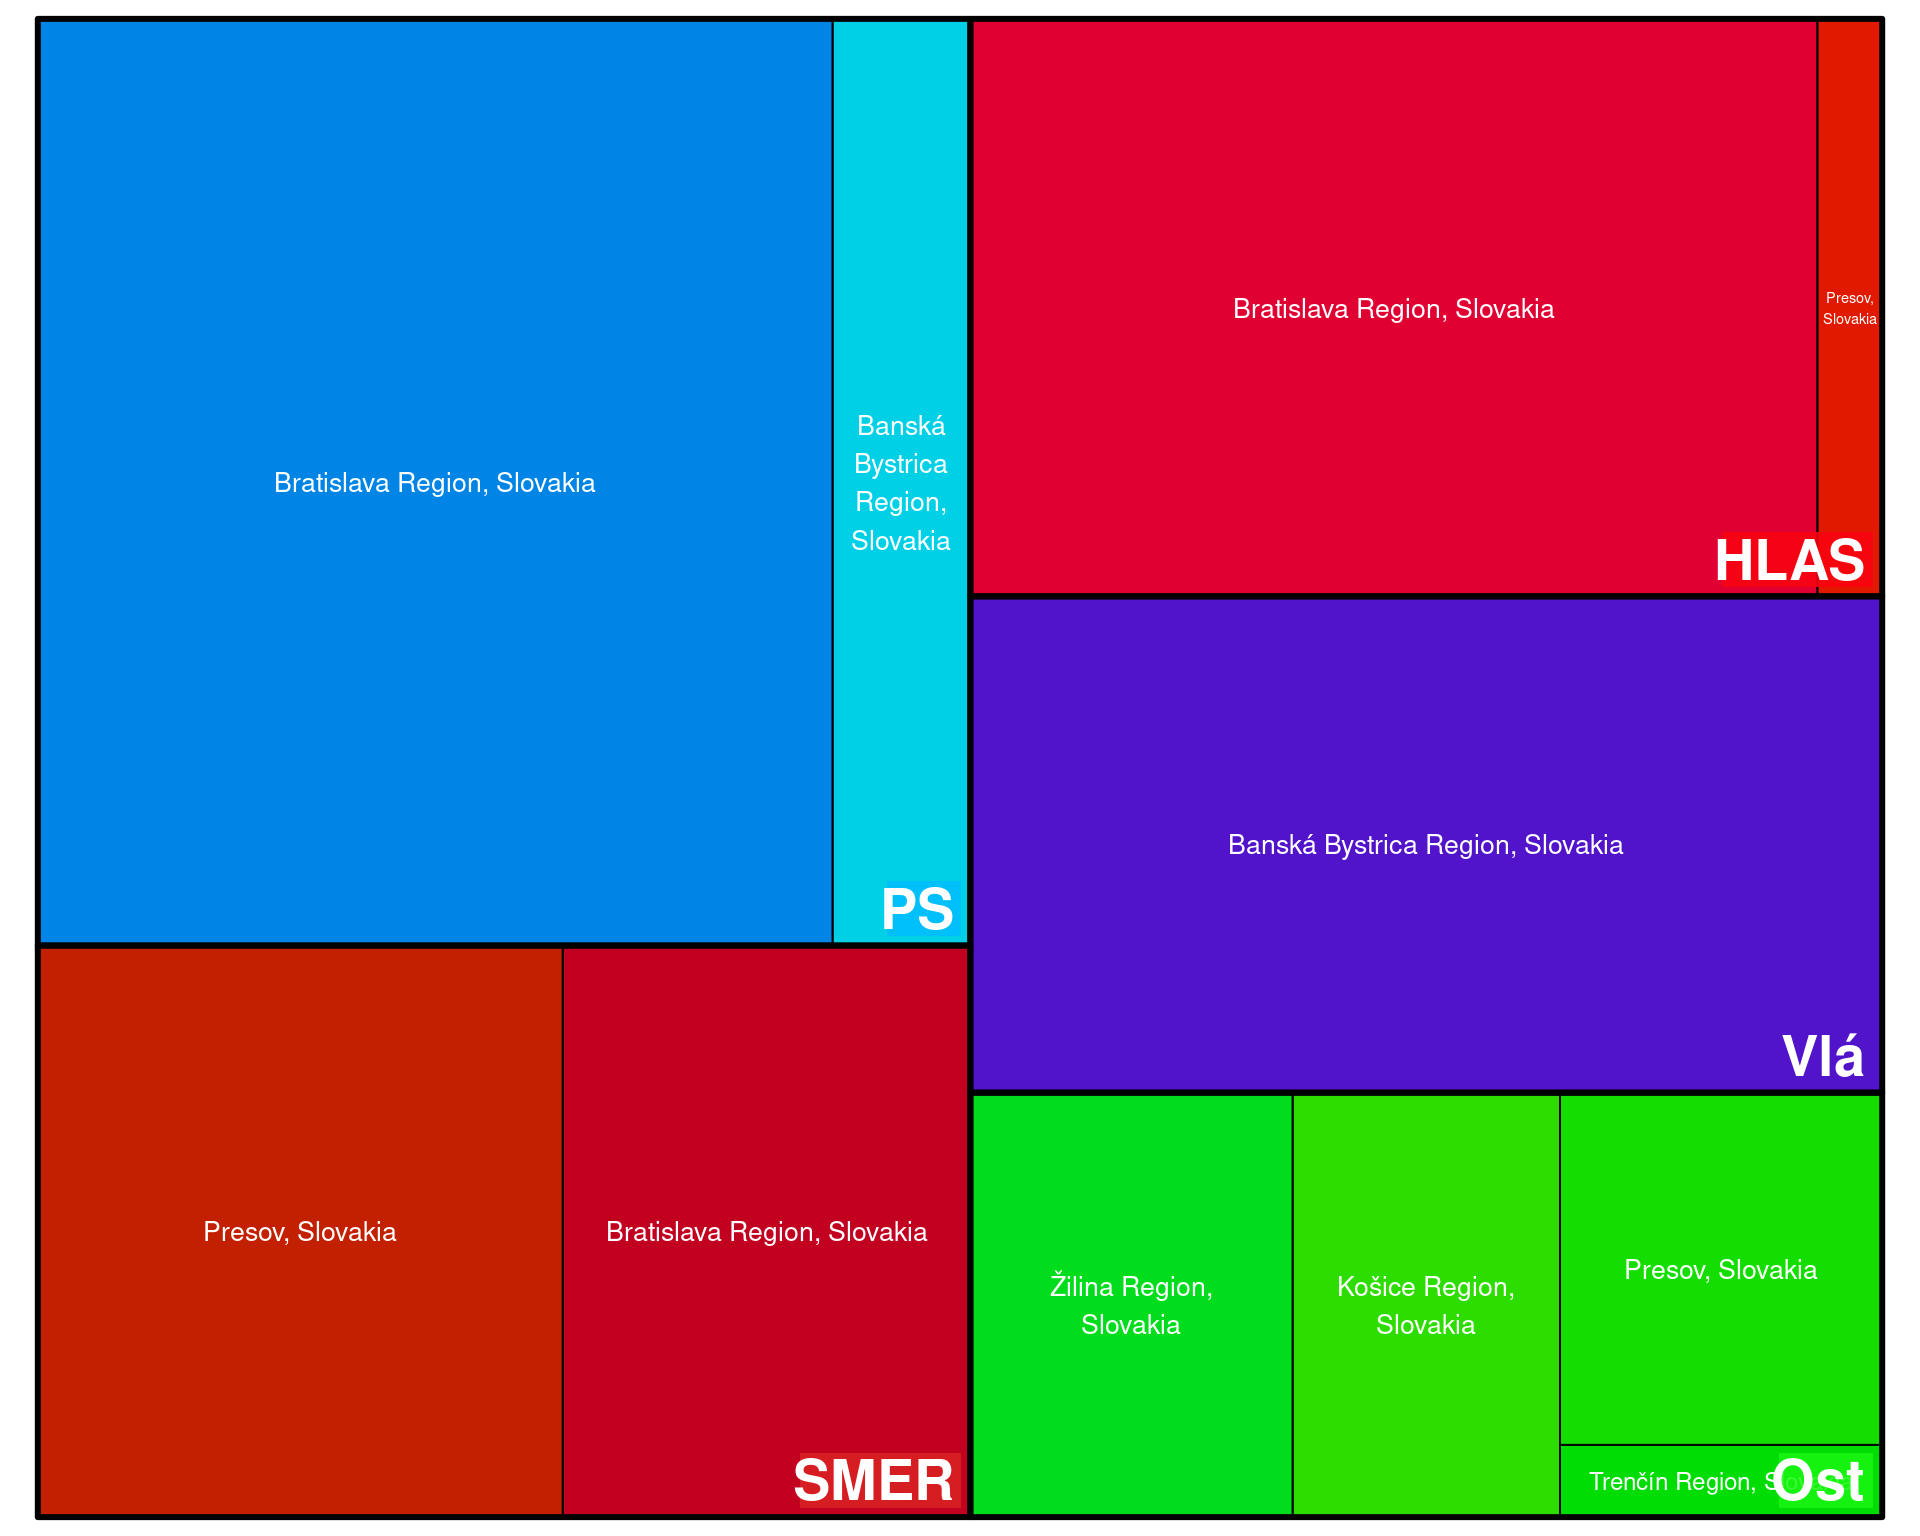 Bratislava Region, Slovakia
Banská
Bystrica
Region,
Slovakia
PS
Bratislava Region, Slovakia
Presov,
Slovakia
HLAS
Banská Bystrica Region, Slovakia
Vlá
Presov, Slovakia
Bratislava Region, Slovakia
SMER
Žilina Region,
Slovakia
Košice Region,
Slovakia
Presov, Slovakia
Trenčín Region,
Ost